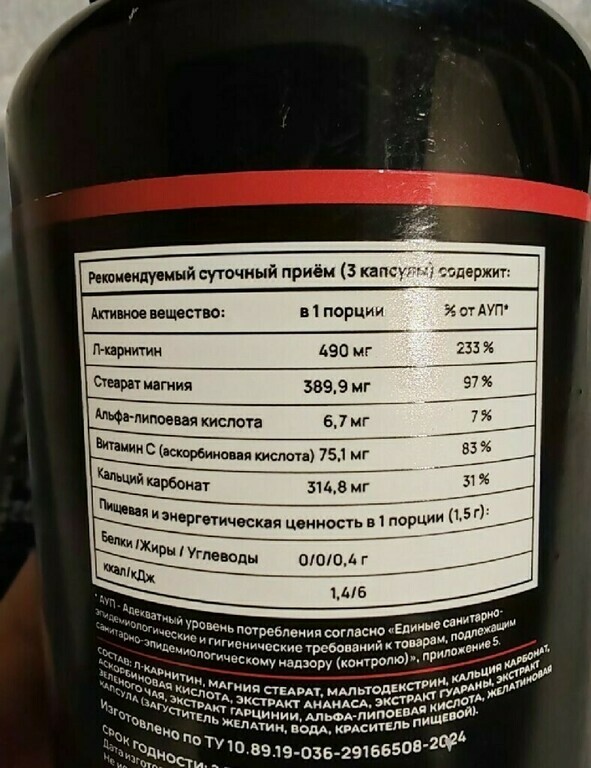 Рекомендуемый суточный приём (3 капсулы) содержит:
Активное вещество: в 1 порции % от АУП*
Л-карнитин 490 мг 233 %
Стеарат магния 389,9 мг 97 %
Альфа-липоевая кислота 6,7 мг 7 %
Витамин С (аскорбиновая кислота) 75,1 мг 83 %
Кальций карбонат 314,8 мг 31 %
Пищевая и энергетическая ценность в 1 порции (1,5 г):
Белки /Жиры / Углеводы 0/0/0,4 г
ккал/кДж 1,4/6
* АУП - Адекватный уровень потребления согласно «Единые санитарно-
эпидемиологические и гигиенические требований к товарам, подлежащим
санитарно-эпидемиологическому надзору (контролю)», приложение 5.
СОСТАВ: Л-КАРНИТИН, МАГНИЯ СТЕАРАТ, МАЛЬТОДЕКСТРИН, КАЛЬЦИЯ КАРБОНАТ,
АСКОРБИНОВАЯ КИСЛОТА, ЭКСТРАКТ АНАНАСА, ЭКСТРАКТ ГУАРАНЫ, ЭКСТРАКТ
ЗЕЛЕНОГО ЧАЯ, ЭКСТРАКТ ГАРЦИНИИ, АЛЬФА-ЛИПОЕВАЯ КИСЛОТА, ЖЕЛАТИНОВАЯ
КАПСУЛА (ЗАГУСТИТЕЛЬ ЖЕЛАТИН, ВОДА, КРАСИТЕЛЬ ПИЩЕВОЙ).
Изготовлено по ТУ 10.89.19-036-29166508-2024
СРОК ГОДНОСТИ:
Дата изгото
Не